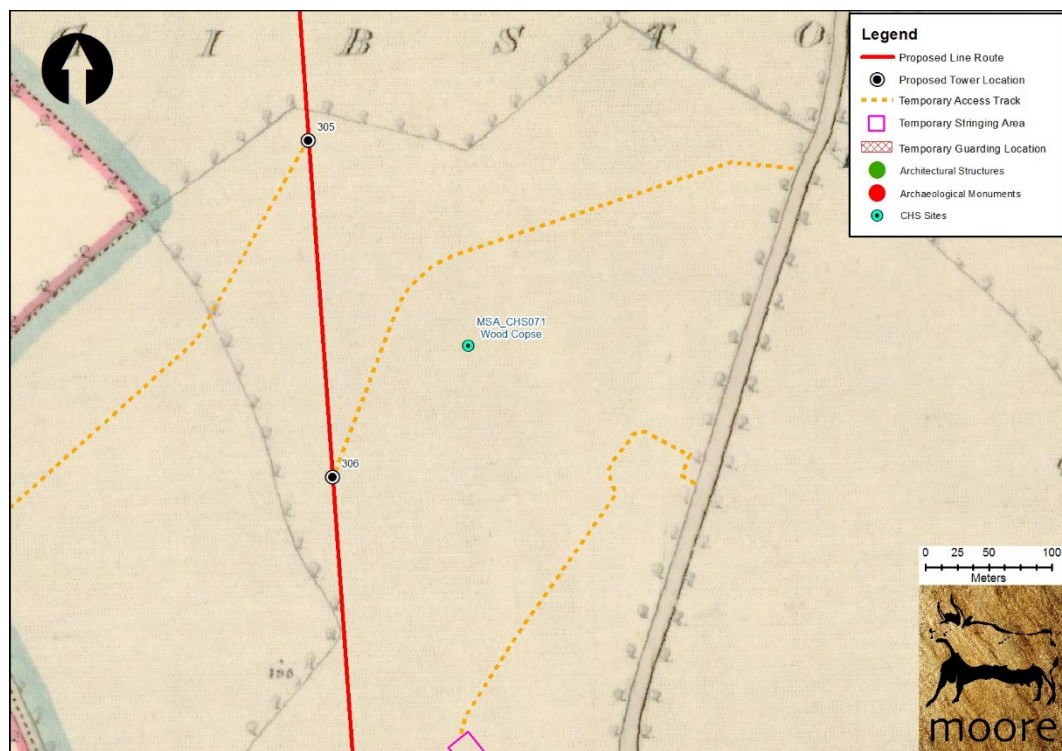 G I B S T O
Legend
Proposed Line Route
Proposed Tower Location
Temporary Access Track
Temporary Stringing Area
Temporary Guarding Location
Architectural Structures
Archaeological Monuments
CHS Sites
305
MSA_CHS071
Wood Copse
306
195
0 25 50 100
Meters
moore